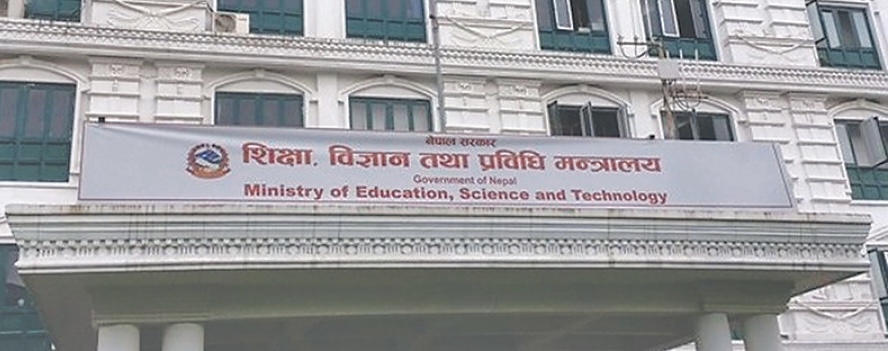 नेपाल सरकार
शिक्षा, विज्ञान तथा प्रविधि मन्त्रालय
Government of Nepal
Ministry of Education, Science and Technology